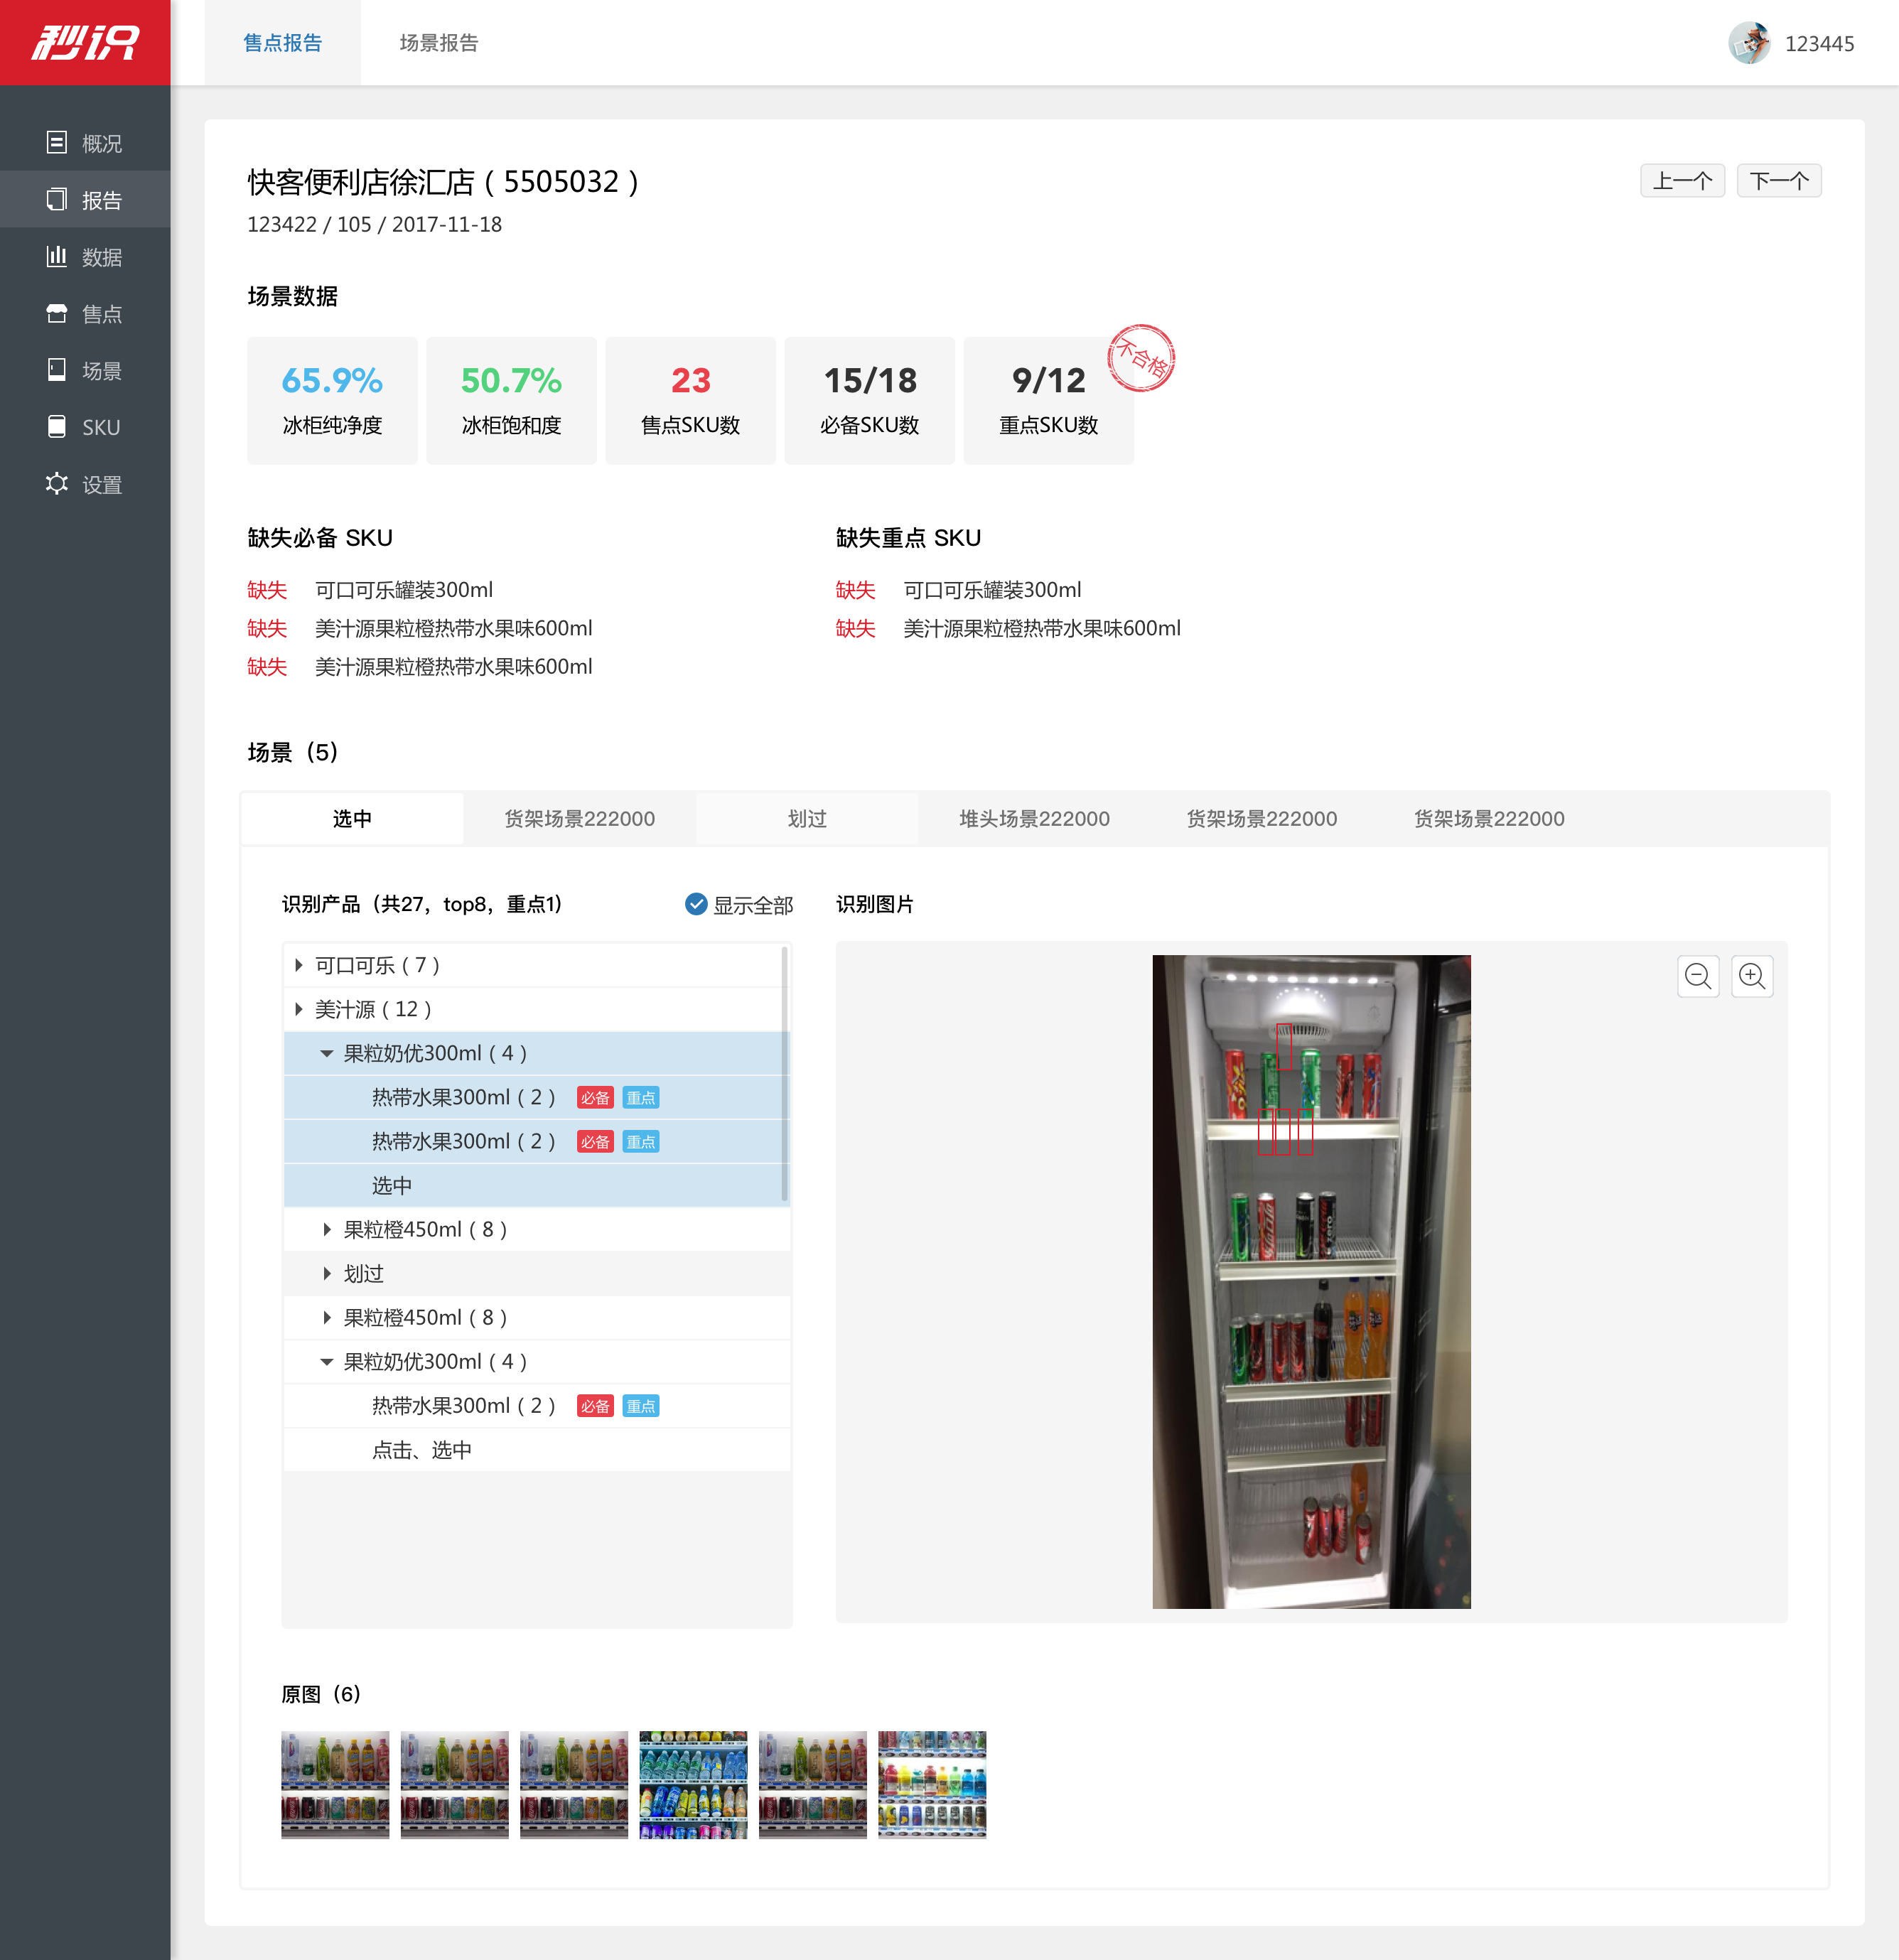 秒识
售点报告
场景报告
123445
概况
报告
数据
售点
场景
SKU
设置
快客便利店徐汇店（5505032）
上一个
下一个
123422 / 105 / 2017-11-18
场景数据
65.9%
冰柜纯净度
50.7%
冰柜饱和度
23
售点SKU数
15/18
必备SKU数
9/12
重点SKU数
不合格
缺失必备 SKU
缺失 可口可乐罐装300ml
缺失 美汁源果粒橙热带水果味600ml
缺失 美汁源果粒橙热带水果味600ml
缺失重点 SKU
缺失 可口可乐罐装300ml
缺失 美汁源果粒橙热带水果味600ml
场景（5）
选中
货架场景222000
划过
堆头场景222000
货架场景222000
货架场景222000
识别产品（共27，top8，重点1）
显示全部
可口可乐（7）
美汁源（12）
果粒奶优300ml（4）
热带水果300ml（2） 必备 重点
热带水果300ml（2） 必备 重点
选中
果粒橙450ml（8）
划过
果粒橙450ml（8）
果粒奶优300ml（4）
热带水果300ml（2） 必备 重点
点击、选中
识别图片
原图（6）